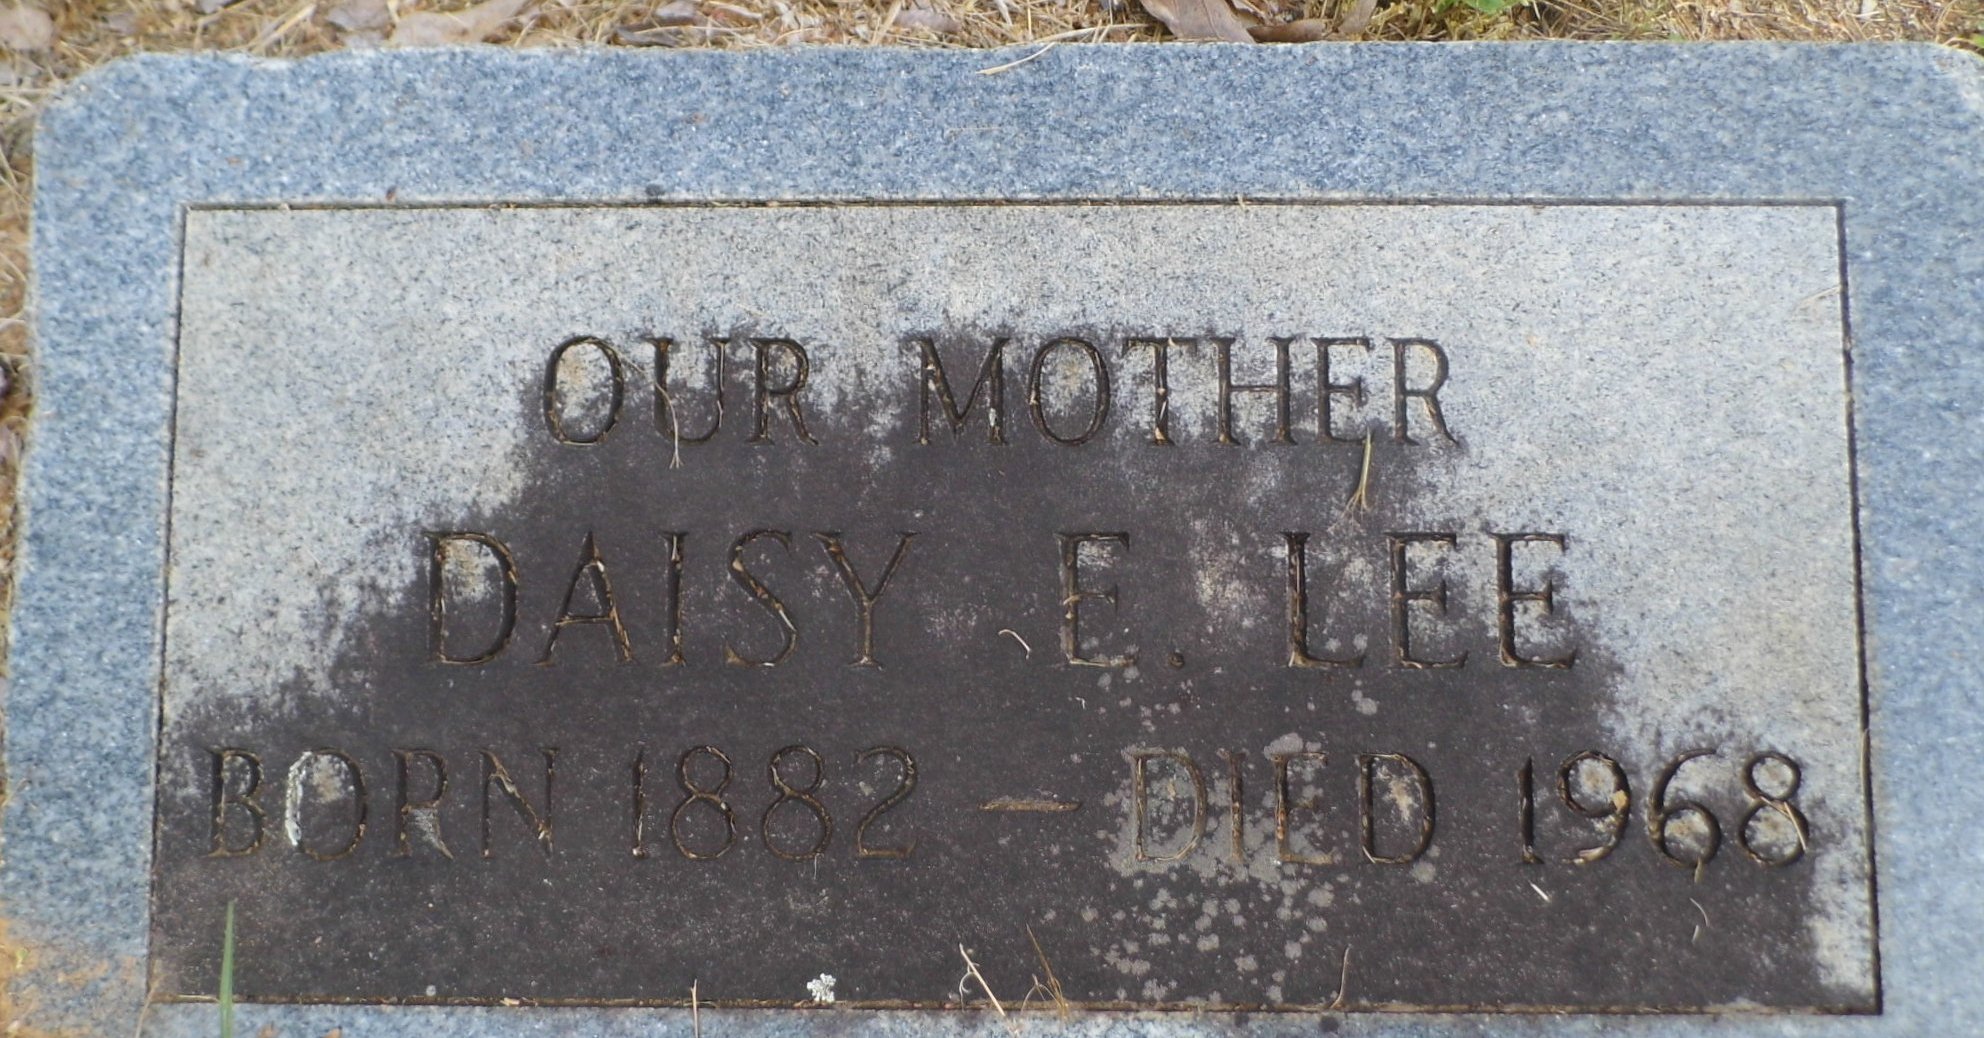 OUR MOTHER
DAISY E. LEE
BORN 1882 — DIED 1968